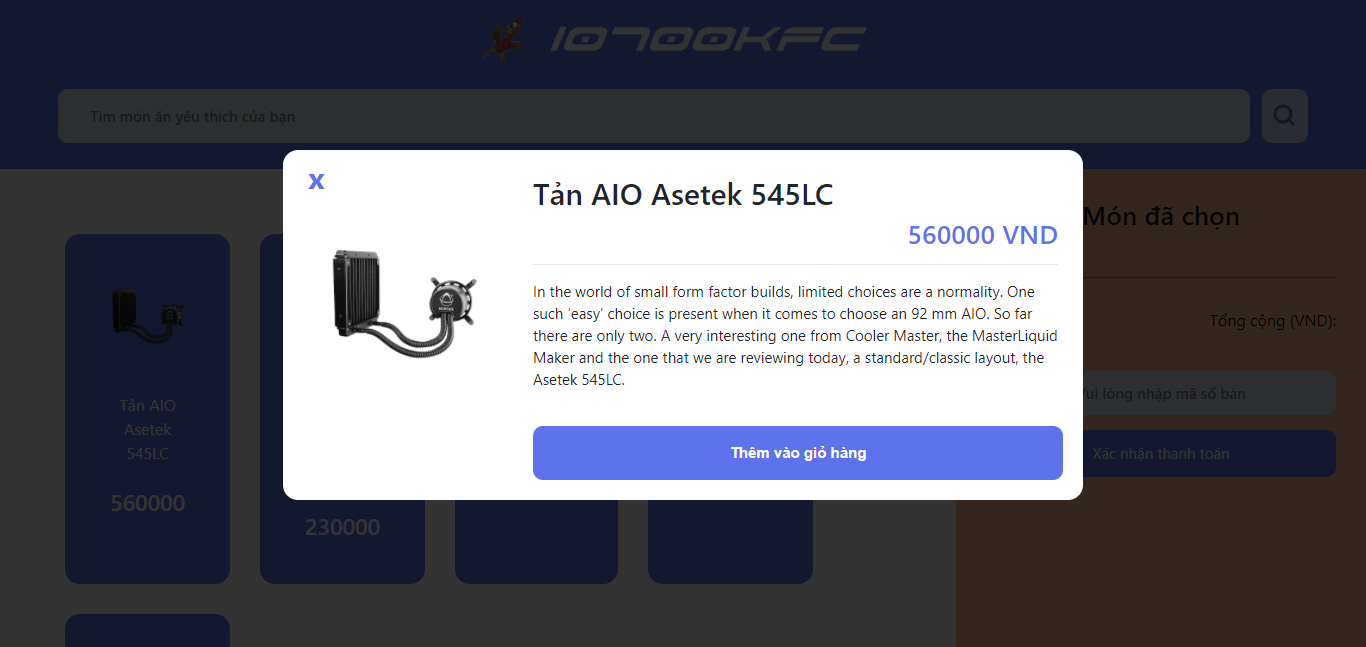 10700KFC
Tìm món ăn yêu thích của bạn
x
Tản AIO Asetek 545LC
560000 VND
In the world of small form factor builds, limited choices are a normality. One
such ‘easy’ choice is present when it comes to choose an 92 mm AIO. So far
there are only two. A very interesting one from Cooler Master, the MasterLiquid
Maker and the one that we are reviewing today, a standard/classic layout, the
Asetek 545LC.
Thêm vào giỏ hàng
Tản AIO
Asetek
545LC
560000
230000
Món đã chọn
Tổng cộng (VND):
lòng nhập mã số bàn
Xác nhận thanh toán